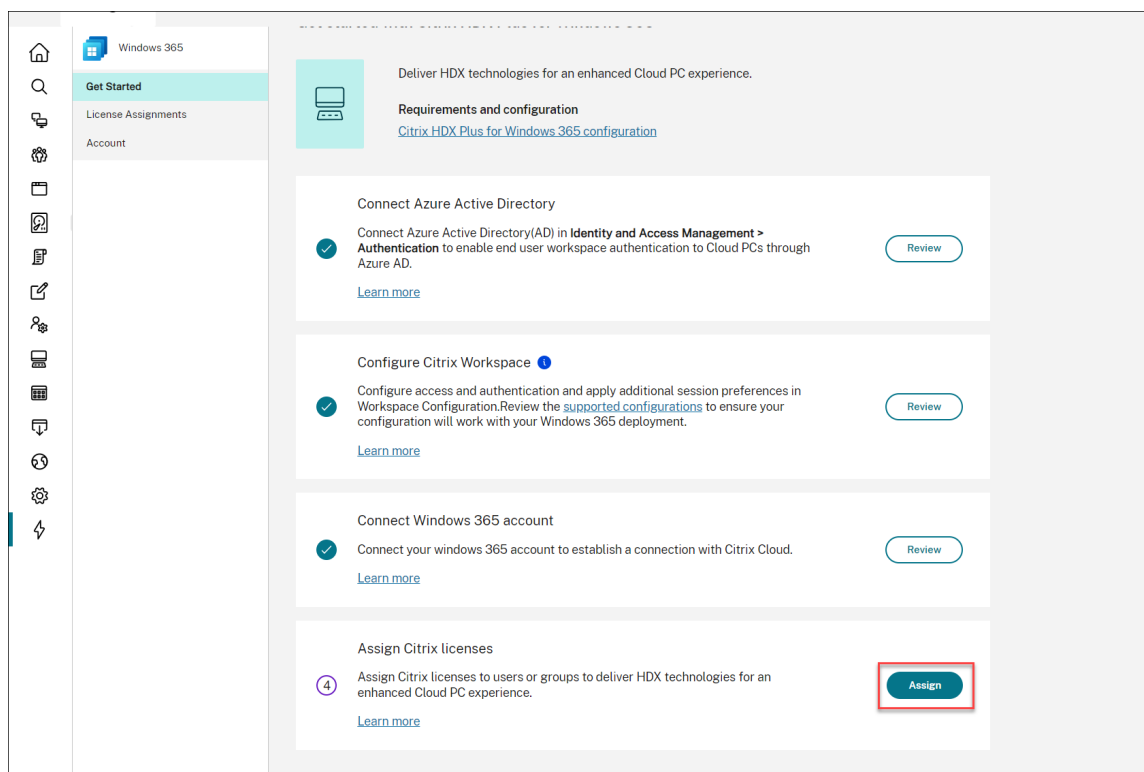 Windows 365
Get Started
License Assignments
Account
Deliver HDX technologies for an enhanced Cloud PC experience.
Requirements and configuration
Citrix HDX Plus for Windows 365 configuration
Connect Azure Active Directory
Connect Azure Active Directory(AD) in Identity and Access Management >
Authentication to enable end user workspace authentication to Cloud PCs through
Azure AD.
Learn more
Review
Configure Citrix Workspace
Configure access and authentication and apply additional session preferences in
Workspace Configuration.Review the supported configurations to ensure your
configuration will work with your Windows 365 deployment.
Learn more
Review
Connect Windows 365 account
Connect your windows 365 account to establish a connection with Citrix Cloud.
Learn more
Review
Assign Citrix licenses
4
Assign Citrix licenses to users or groups to deliver HDX technologies for an
enhanced Cloud PC experience.
Learn more
Assign